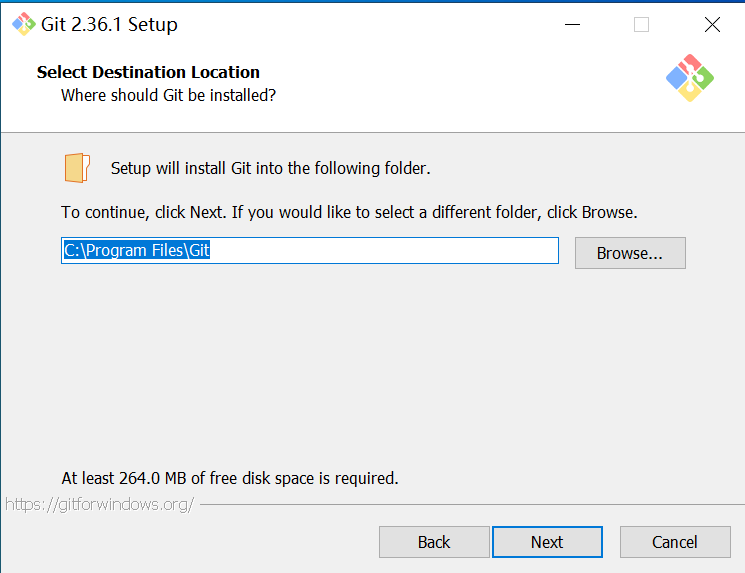 Git 2.36.1 Setup
Select Destination Location
Where should Git be installed?
Setup will install Git into the following folder.
To continue, click Next. If you would like to select a different folder, click Browse.
C:\Program Files\Git
Browse...
At least 264.0 MB of free disk space is required.
https://gitforwindows.org/
Back
Next
Cancel